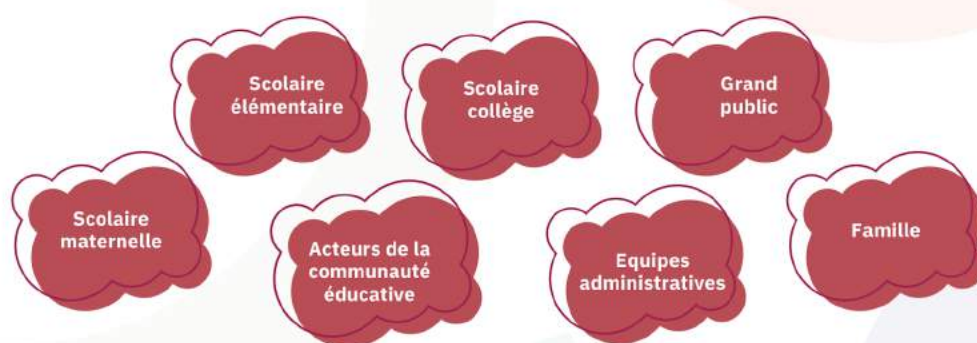 Scolaire
élémentaire
Scolaire
collège
Grand
public
Scolaire
maternelle
Acteurs de la
communauté
éducative
Equipes
administratives
Famille